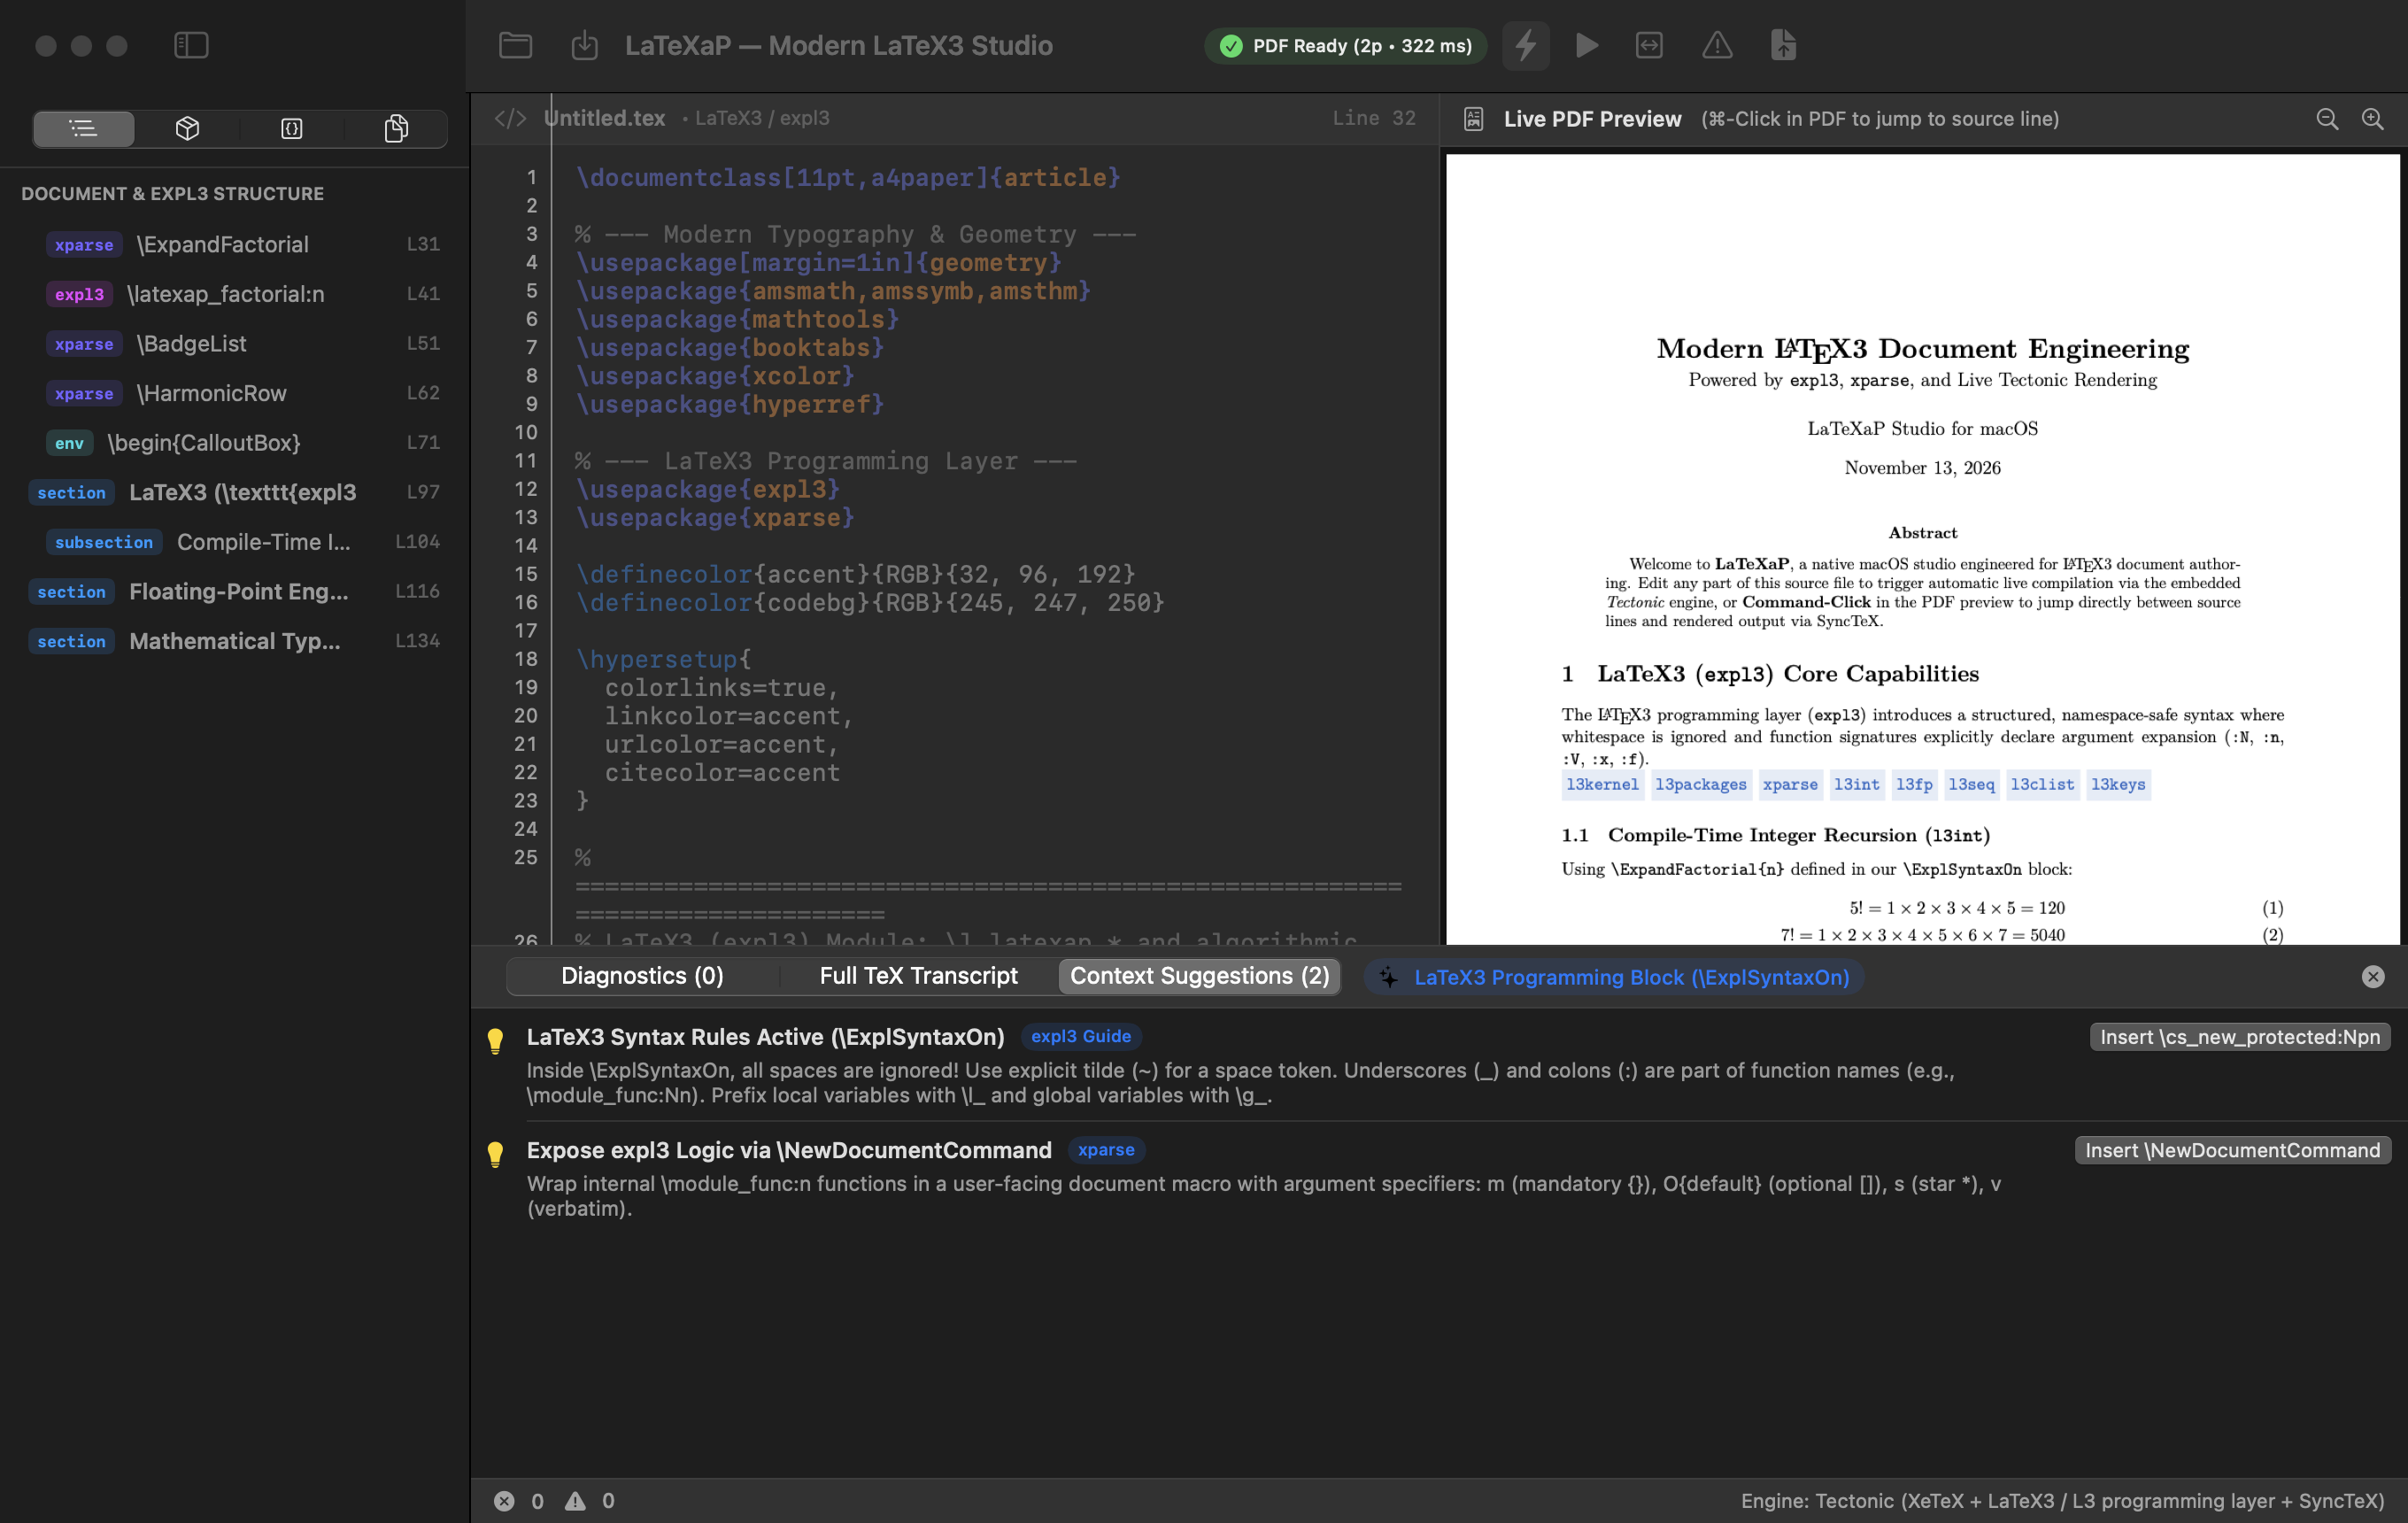 LaTeXaP — Modern LaTeX3 Studio
PDF Ready (2p • 322 ms)
DOCUMENT & EXPL3 STRUCTURE
xparse \ExpandFactorial L31
expl3 \latexap_factorial:n L41
xparse \BadgeList L51
xparse \HarmonicRow L62
env \begin{CalloutBox} L71
section LaTeX3 (\texttt{expl3 L97
subsection Compile-Time I... L104
section Floating-Point Eng... L116
section Mathematical Typ... L134
</> Untitled.tex • LaTeX3 / expl3 Line 32
1 \documentclass[11pt,a4paper]{article}
2
3 % ––– Modern Typography & Geometry –––
4 \usepackage[margin=1in]{geometry}
5 \usepackage{amsmath,amssymb,amsthm}
6 \usepackage{mathtools}
7 \usepackage{booktabs}
8 \usepackage{xcolor}
9 \usepackage{hyperref}
10
11 % ––– LaTeX3 Programming Layer –––
12 \usepackage{expl3}
13 \usepackage{xparse}
14
15 \definecolor{accent}{RGB}{32, 96, 192}
16 \definecolor{codebg}{RGB}{245, 247, 250}
17
18 \hypersetup{
19 colorlinks=true,
20 linkcolor=accent,
21 urlcolor=accent,
22 citecolor=accent
23 }
24
25 %
========================================================
=====================
26 % LaTeX3 (expl3) Module: \l_latexap_* and algorithmic
Live PDF Preview (⌘-Click in PDF to jump to source line)
Modern LaTeX3 Document Engineering
Powered by expl3, xparse, and Live Tectonic Rendering
LaTeXaP Studio for macOS
November 13, 2026
Abstract
Welcome to LaTeXaP, a native macOS studio engineered for LaTeX3 document author-
ing. Edit any part of this source file to trigger automatic live compilation via the embedded
Tectonic engine, or Command-Click in the PDF preview to jump directly between source
lines and rendered output via SyncTeX.
1 LaTeX3 (expl3) Core Capabilities
The LaTeX3 programming layer (expl3) introduces a structured, namespace-safe syntax where
whitespace is ignored and function signatures explicitly declare argument expansion (:N, :n,
:V, :x, :f).
l3kernel l3packages xparse l3int l3fp l3seq l3clist l3keys
1.1 Compile-Time Integer Recursion (l3int)
Using \ExpandFactorial{n} defined in our \ExplSyntaxOn block:
5! = 1 × 2 × 3 × 4 × 5 = 120 (1)
7! = 1 × 2 × 3 × 4 × 5 × 6 × 7 = 5040 (2)
Diagnostics (0) Full TeX Transcript Context Suggestions (2) LaTeX3 Programming Block (\ExplSyntaxOn)
LaTeX3 Syntax Rules Active (\ExplSyntaxOn) expl3 Guide Insert \cs_new_protected:Npn
Inside \ExplSyntaxOn, all spaces are ignored! Use explicit tilde (~) for a space token. Underscores (_) and colons (:) are part of function names (e.g.,
\module_func:Nn). Prefix local variables with \l_ and global variables with \g_.
Expose expl3 Logic via \NewDocumentCommand xparse Insert \NewDocumentCommand
Wrap internal \module_func:n functions in a user-facing document macro with argument specifiers: m (mandatory {}), O{default} (optional []), s (star *), v
(verbatim).
0 0 Engine: Tectonic (XeTeX + LaTeX3 / L3 programming layer + SyncTeX)